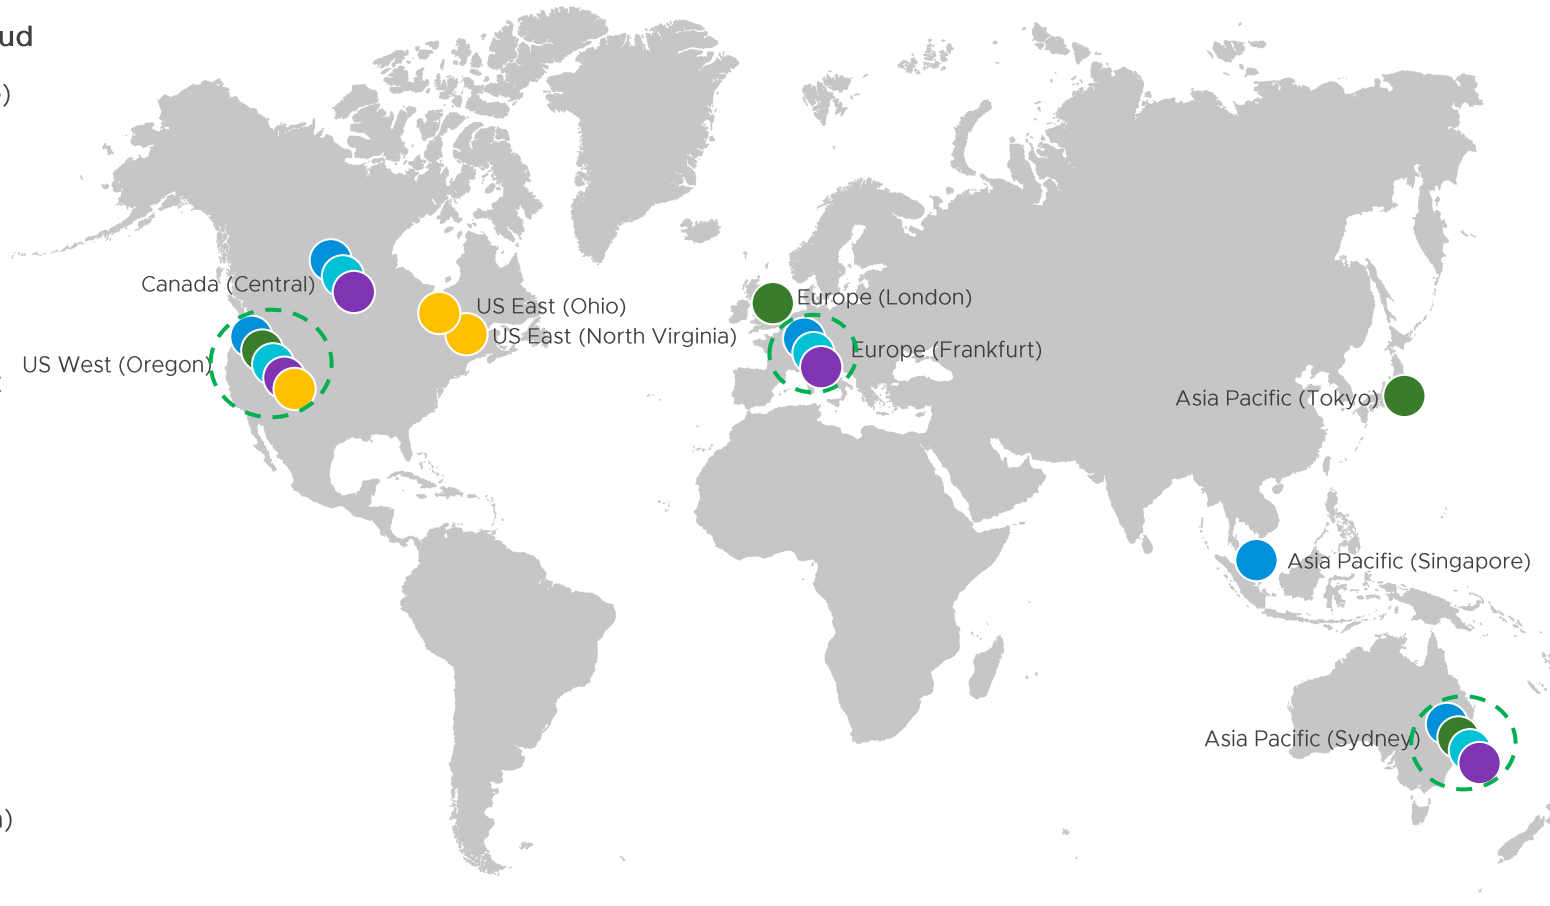 ud
)
Canada (Central)
US East (Ohio)
US East (North Virginia)
US West (Oregon)
Europe (London)
Europe (Frankfurt)
Asia Pacific (Tokyo)
Asia Pacific (Singapore)
Asia Pacific (Sydney)
)